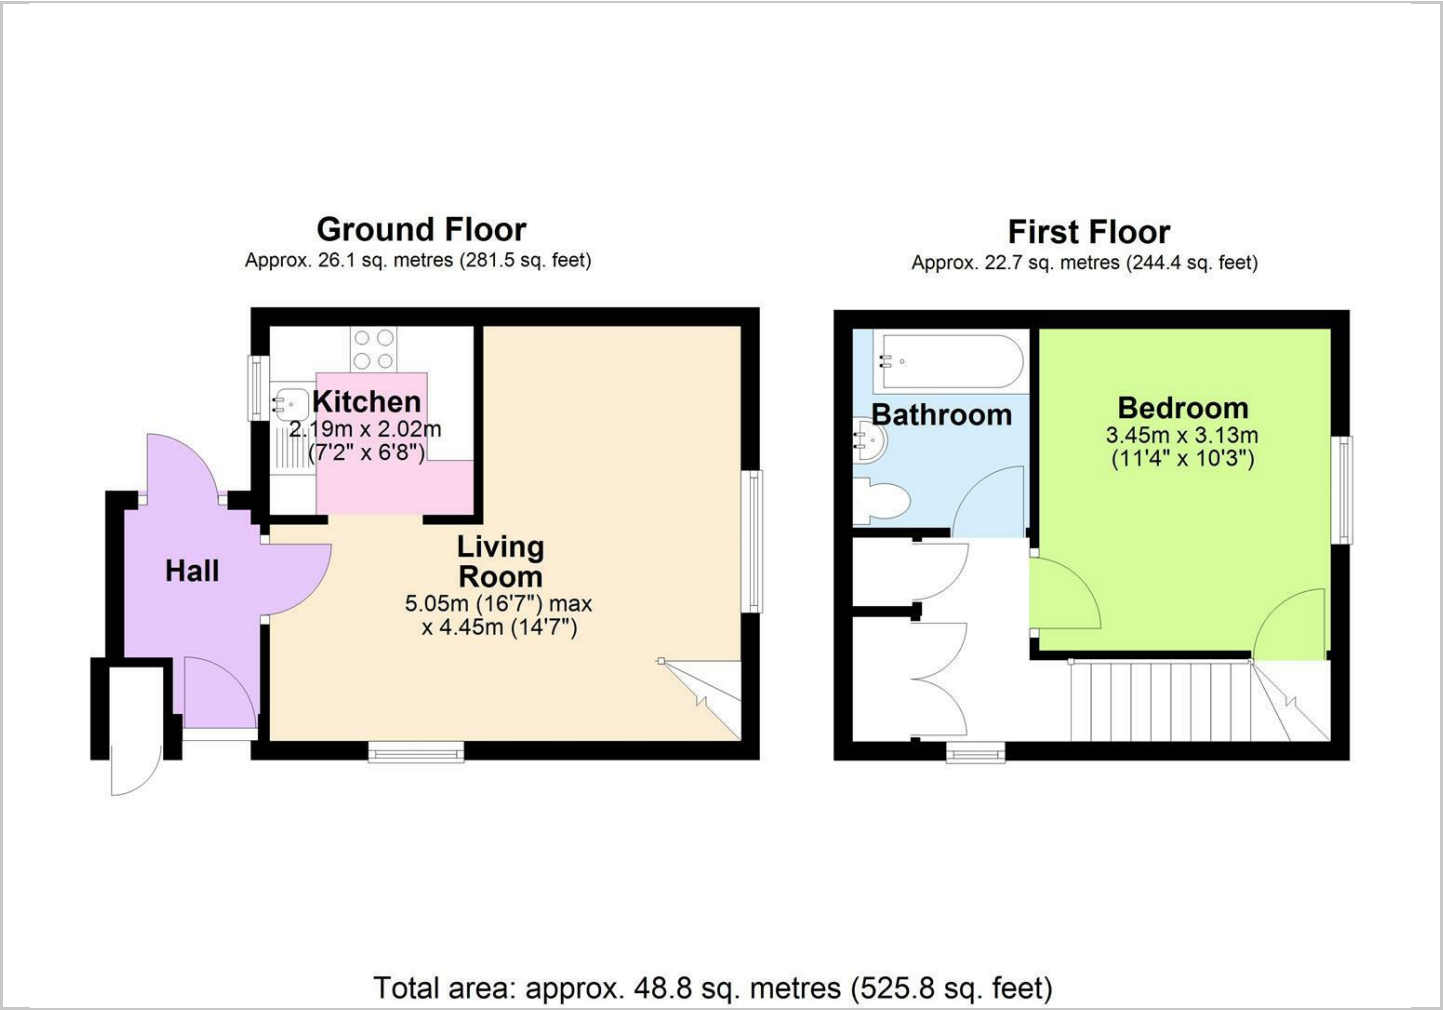 Ground Floor
Approx. 26.1 sq. metres (281.5 sq. feet)
Kitchen
2.19m x 2.02m
(7'2" x 6'8")
Hall
Living
Room
5.05m (16'7") max
x 4.45m (14'7")
First Floor
Approx. 22.7 sq. metres (244.4 sq. feet)
Bathroom
Bedroom
3.45m x 3.13m
(11'4" x 10'3")
Total area: approx. 48.8 sq. metres (525.8 sq. feet)